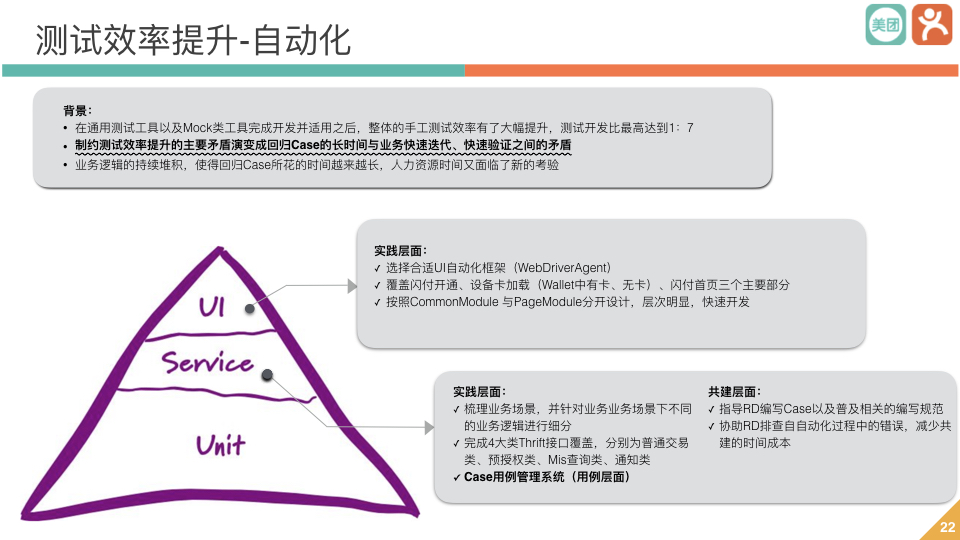 测试效率提升-自动化
美团
背景：
• 在通用测试工具以及Mock类工具完成开发并适用之后，整体的手工测试效率有了大幅提升，测试开发比最高达到1：7
• 制约测试效率提升的主要矛盾演变成回归Case的长时间与业务快速迭代、快速验证之间的矛盾
• 业务逻辑的持续堆积，使得回归Case所花的时间越来越长，人力资源时间又面临了新的考验
实践层面：
✓ 选择合适UI自动化框架（WebDriverAgent）
✓ 覆盖闪付开通、设备卡加载（Wallet中有卡、无卡）、闪付首页三个主要部分
✓ 按照CommonModule 与PageModule分开设计，层次明显，快速开发
UI
Service
Unit
实践层面：
✓ 梳理业务场景，并针对业务业务场景下不同
的业务逻辑进行细分
✓ 完成4大类Thrift接口覆盖，分别为普通交易
类、预授权类、Mis查询类、通知类
✓ Case用例管理系统（用例层面）
共建层面：
✓ 指导RD编写Case以及普及相关的编写规范
✓ 协助RD排查自自动化过程中的错误，减少共
建的时间成本
22